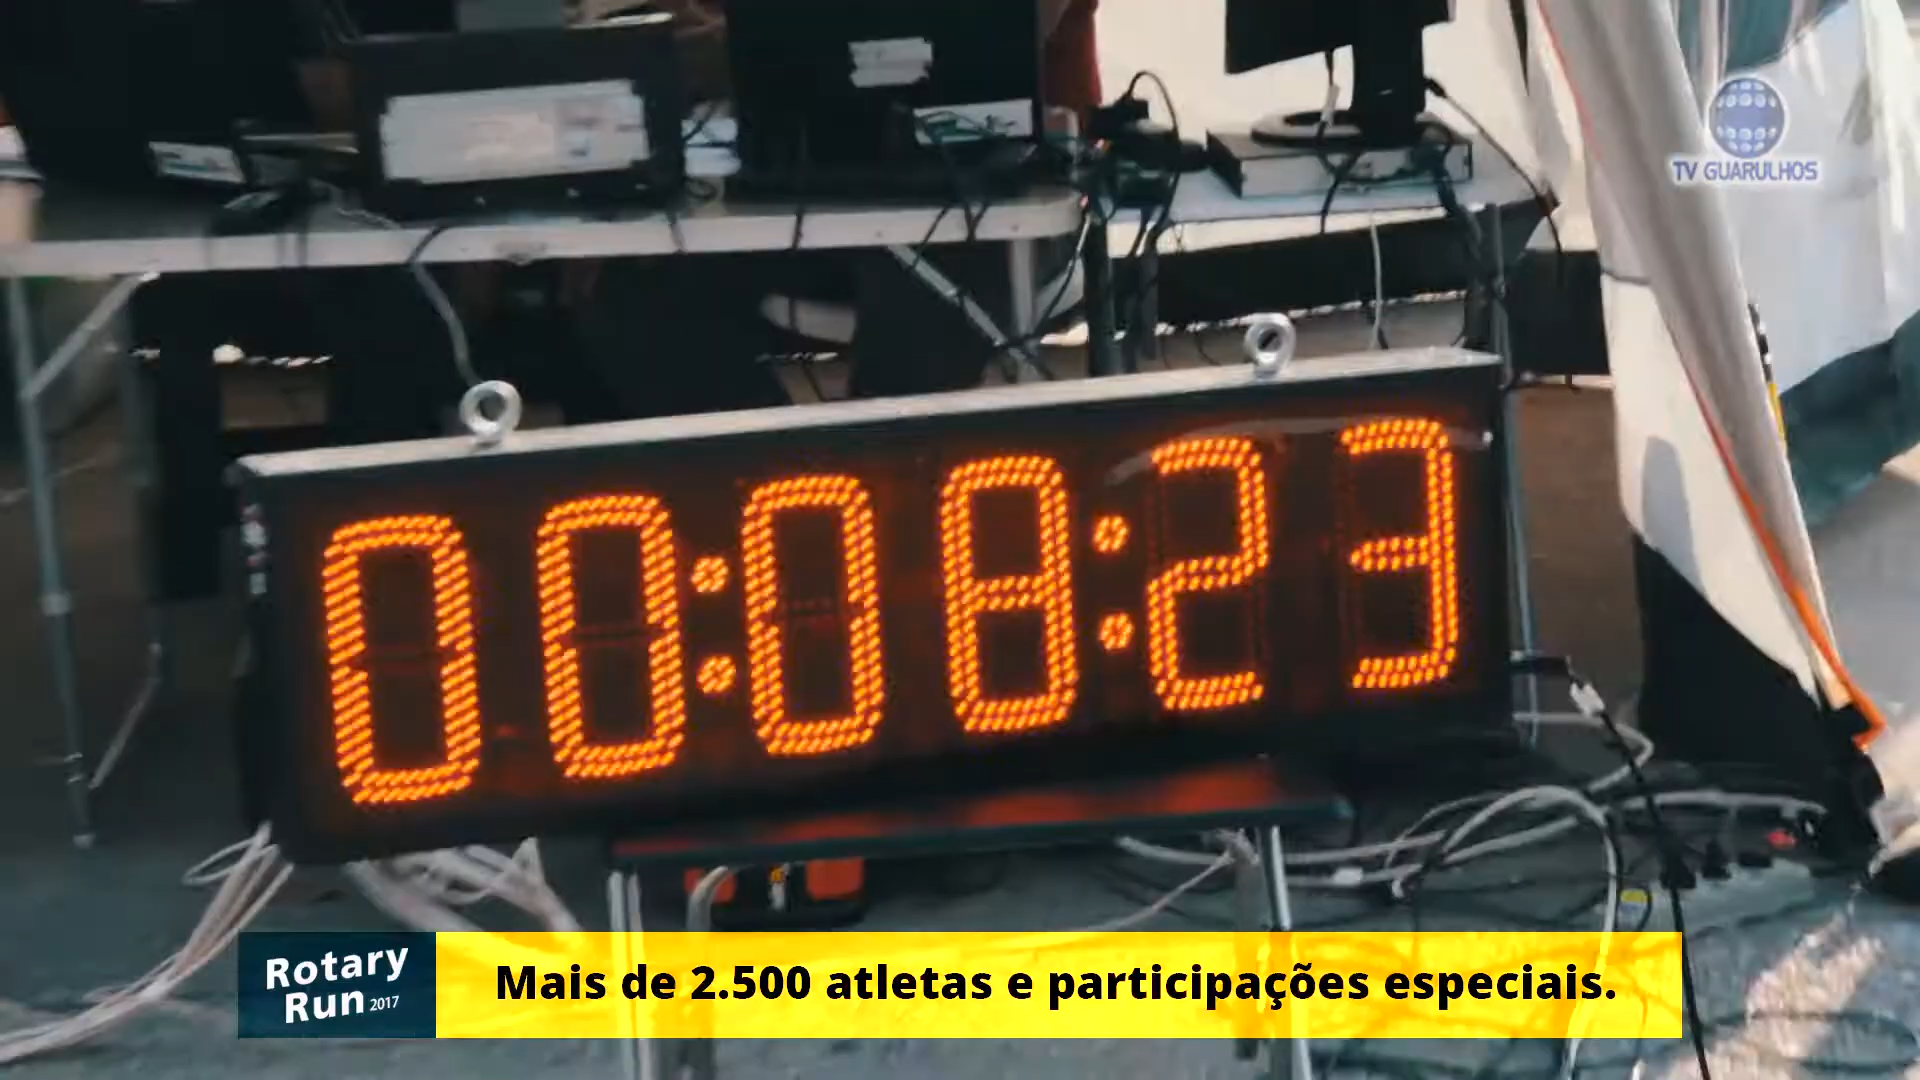 TV GUARULHOS
00:08:23
Rotary
Run 2017
Mais de 2.500 atletas e participações especiais.